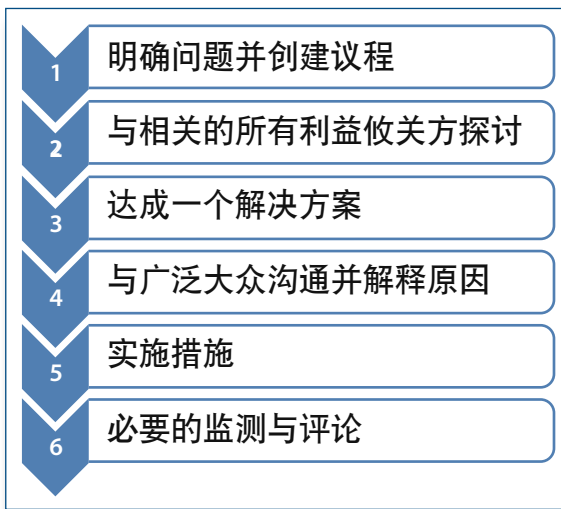 1 明确问题并创建议程
2 与相关的所有利益攸关方探讨
3 达成一个解决方案
4 与广泛大众沟通并解释原因
5 实施措施
6 必要的监测与评论